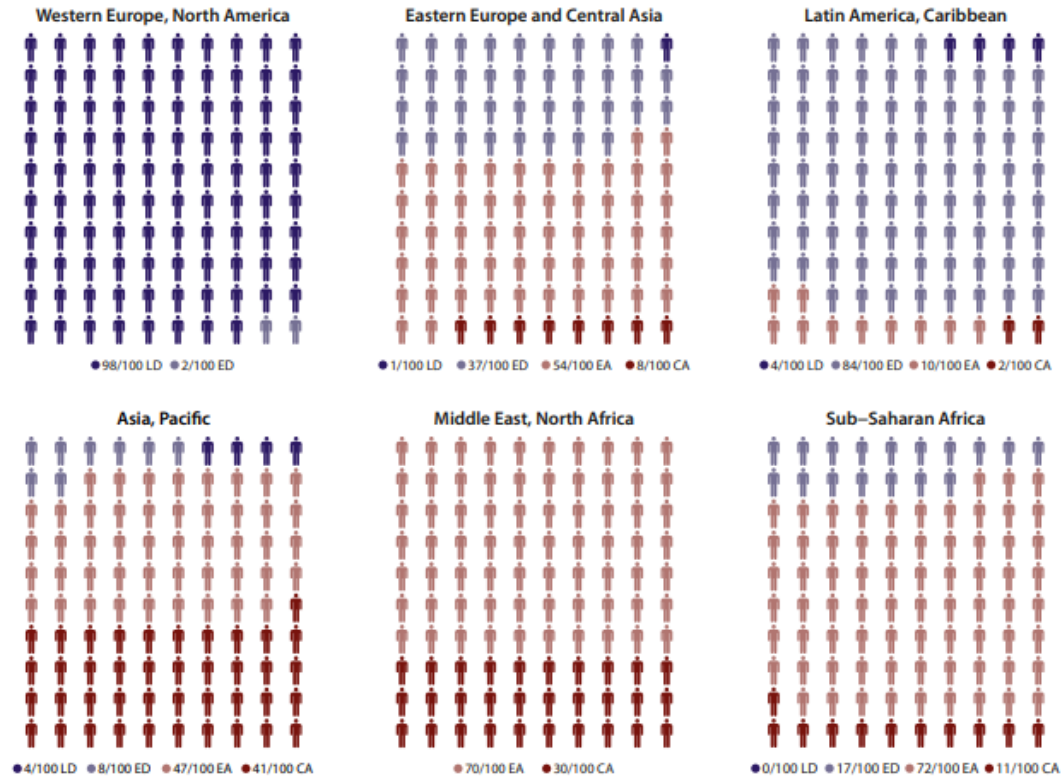 Western Europe, North America
Eastern Europe and Central Asia
Latin America, Caribbean
98/100 LD 2/100 ED
1/100 LD 37/100 ED 54/100 EA 8/100 CA
4/100 LD 84/100 ED 10/100 EA 2/100 CA
Asia, Pacific
Middle East, North Africa
Sub–Saharan Africa
4/100 LD 8/100 ED 47/100 EA 41/100 CA
70/100 EA 30/100 CA
0/100 LD 17/100 ED 72/100 EA 11/100 CA